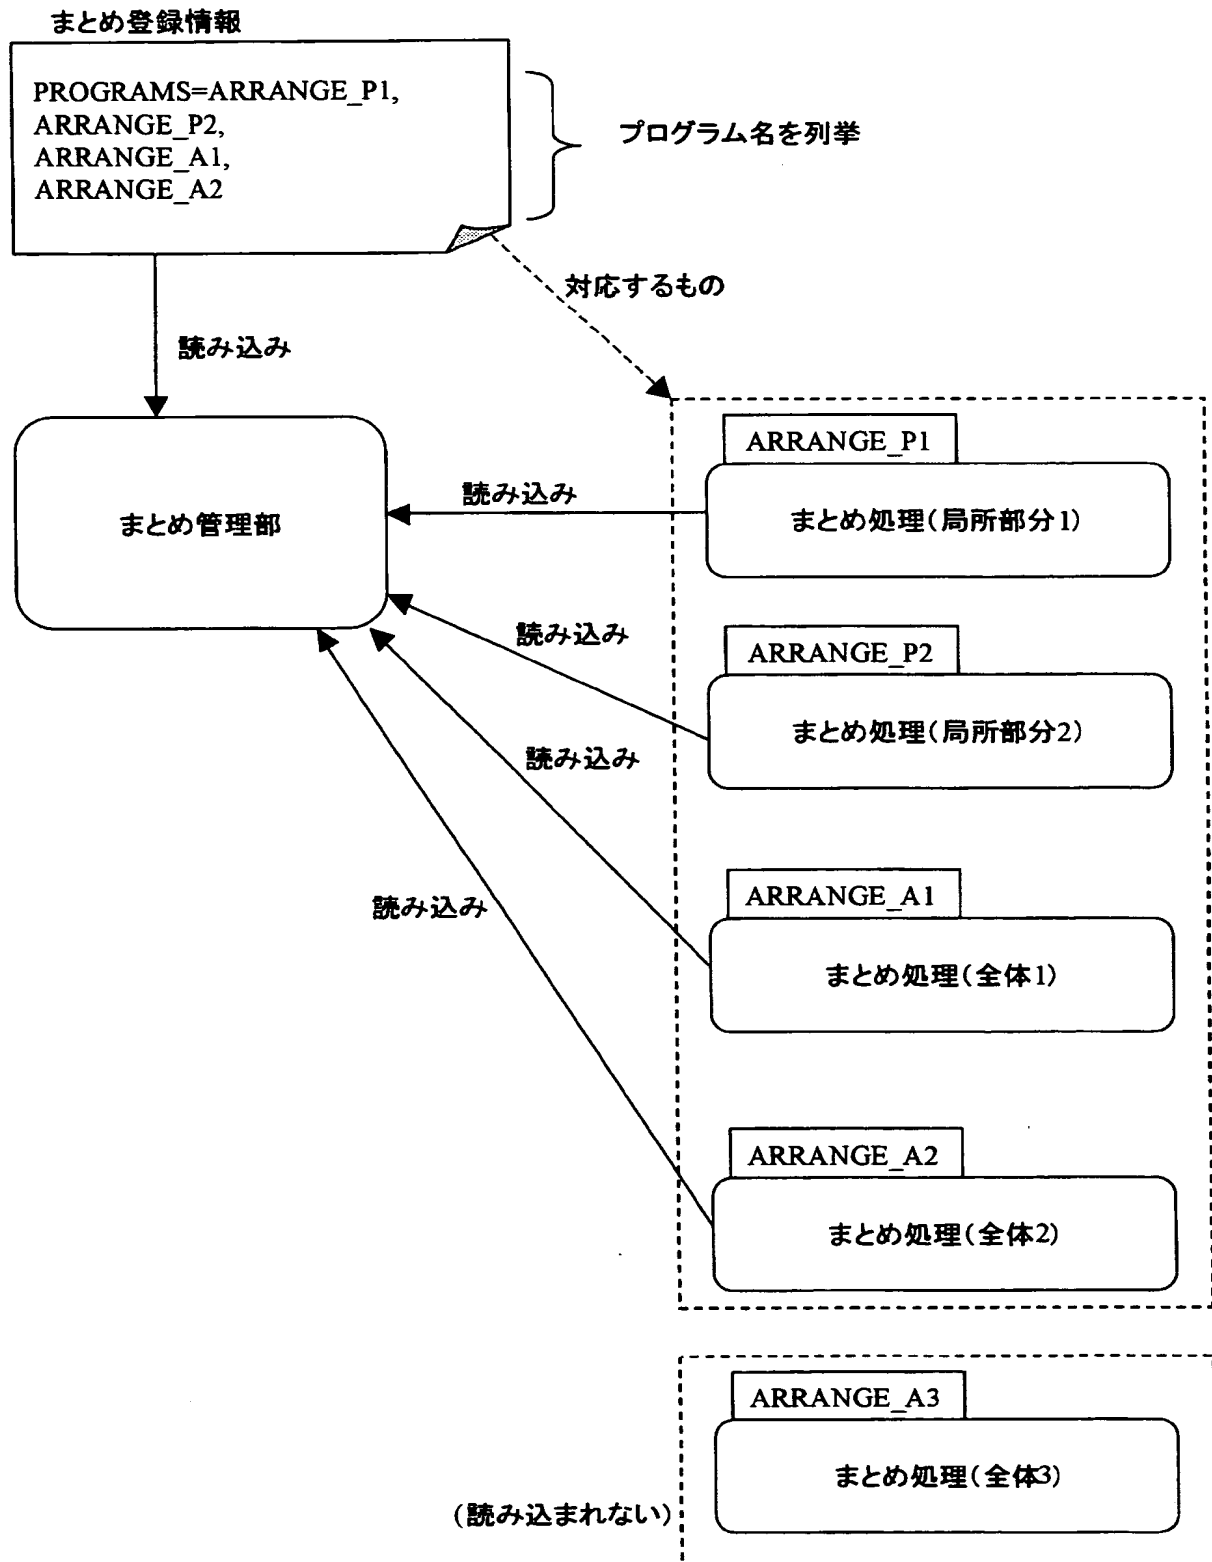 まとめ登録情報
PROGRAMS=ARRANGE_P1,
ARRANGE_P2,
ARRANGE_A1,
ARRANGE_A2
プログラム名を列挙
対応するもの
読み込み
まとめ管理部
ARRANGE_P1
読み込み
まとめ処理(局所部分1)
ARRANGE_P2
読み込み
まとめ処理(局所部分2)
読み込み
ARRANGE_A1
読み込み
まとめ処理(全体1)
ARRANGE_A2
まとめ処理(全体2)
ARRANGE_A3
まとめ処理(全体3)
(読み込まれない)